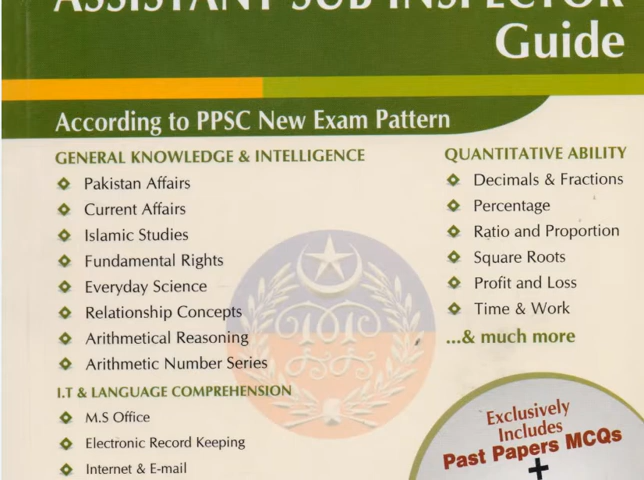 ASSISTANT SUB INSPECTOR
Guide
According to PPSC New Exam Pattern
GENERAL KNOWLEDGE & INTELLIGENCE
Pakistan Affairs
Current Affairs
Islamic Studies
Fundamental Rights
Everyday Science
Relationship Concepts
Arithmetical Reasoning
Arithmetic Number Series
I.T & LANGUAGE COMPREHENSION
M.S Office
Electronic Record Keeping
Internet & E-mail
QUANTITATIVE ABILITY
Decimals & Fractions
Percentage
Ratio and Proportion
Square Roots
Profit and Loss
Time & Work
...& much more
Exclusively
Includes
Past Papers MCQs
+